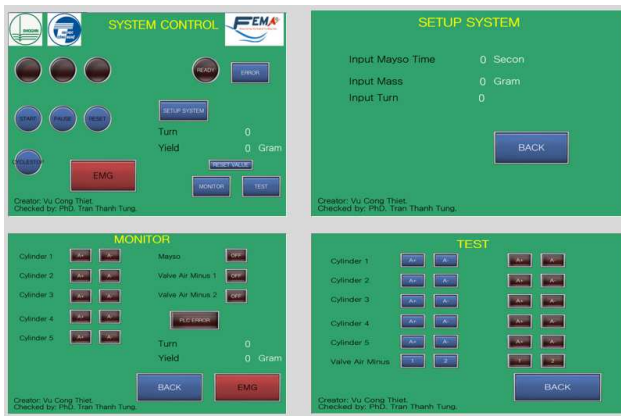 SYSTEM CONTROL
FEMA
READY
ERROR
START
PAUSE
RESET
SETUP SYSTEM
Turn 0
Yield 0 Gram
RESET VALUE
EMG
MONITOR
TEST
Creator: Vu Cong Thiet.
Checked by: PhD. Tran Thanh Tung.
SETUP SYSTEM
Input Mayso Time 0 Secon
Input Mass 0 Gram
Input Turn 0
BACK
Creator: Vu Cong Thiet.
Checked by: PhD. Tran Thanh Tung.
MONITOR
Cylinder 1 A+ A- Mayso OFF
Cylinder 2 A+ A- Valve Air Minus 1 OFF
Cylinder 3 A+ A- Valve Air Minus 2 OFF
Cylinder 4 A+ A- PLC ERROR
Cylinder 5 A+ A- Turn 0
Yield 0 Gram
BACK
EMG
Creator: Vu Cong Thiet.
Checked by: PhD. Tran Thanh Tung.
TEST
Cylinder 1 A+ A- A+ A-
Cylinder 2 A+ A- A+ A-
Cylinder 3 A+ A- A+ A-
Cylinder 4 A+ A- A+ A-
Cylinder 5 A+ A- A+ A-
Valve Air Minus 1 2 1 2
BACK
Creator: Vu Cong Thiet.
Checked by: PhD. Tran Thanh Tung.